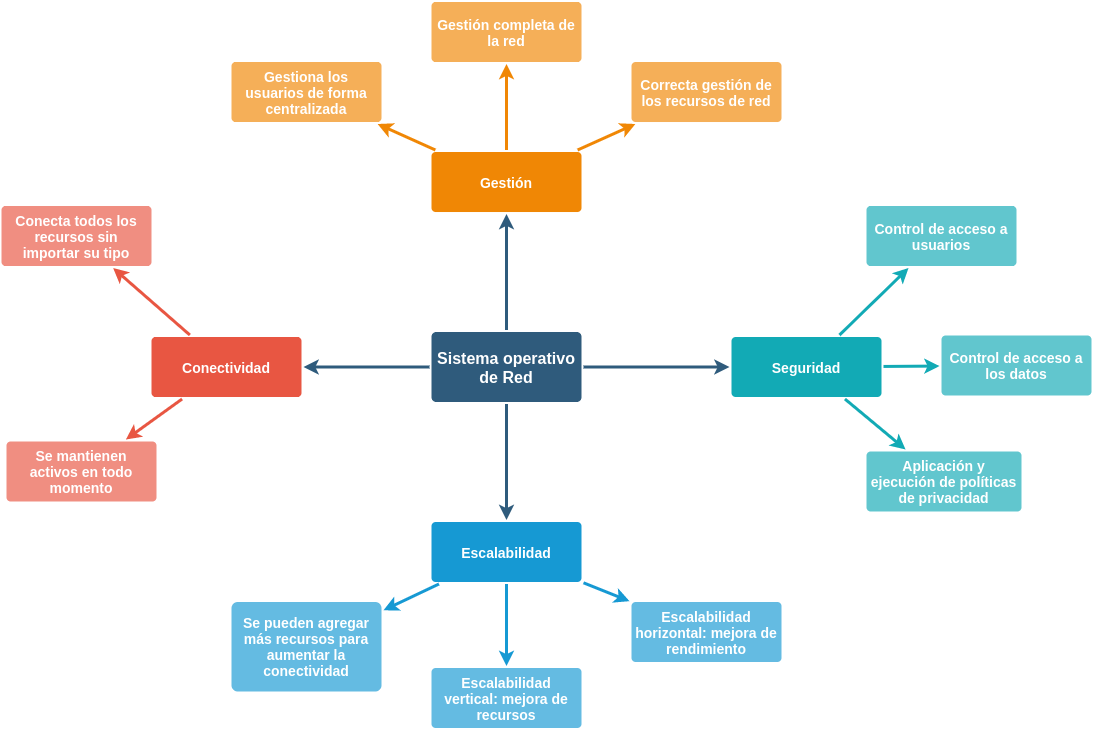 Gestión completa de
la red
Gestiona los
usuarios de forma
centralizada
Correcta gestión de
los recursos de red
Gestión
Conecta todos los
recursos sin
importar su tipo
Control de acceso a
usuarios
Conectividad
Sistema operativo
de Red
Seguridad
Control de acceso a
los datos
Se mantienen
activos en todo
momento
Aplicación y
ejecución de políticas
de privacidad
Escalabilidad
Se pueden agregar
más recursos para
aumentar la
conectividad
Escalabilidad
horizontal: mejora de
rendimiento
Escalabilidad
vertical: mejora de
recursos